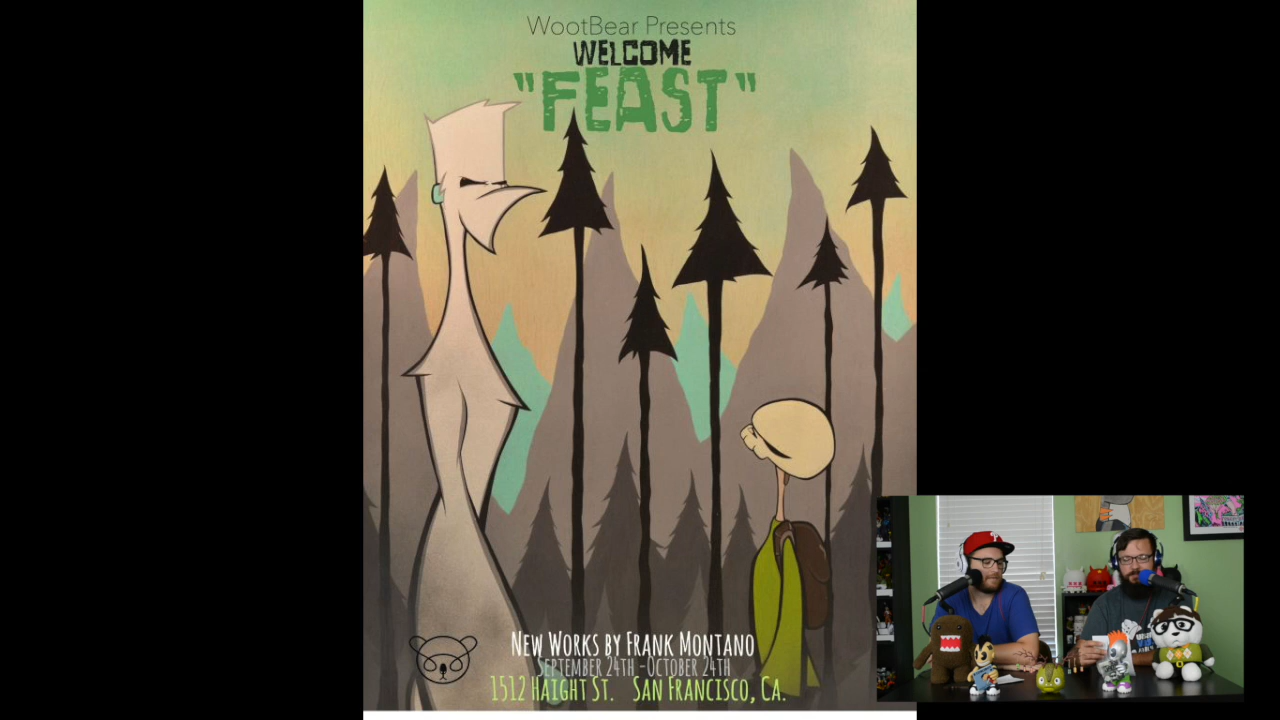 WootBear Presents
WELCOME
"FEAST"
New Works by Frank Montano
September 24th - October 24th
1512 Haight St. San Francisco, Ca.